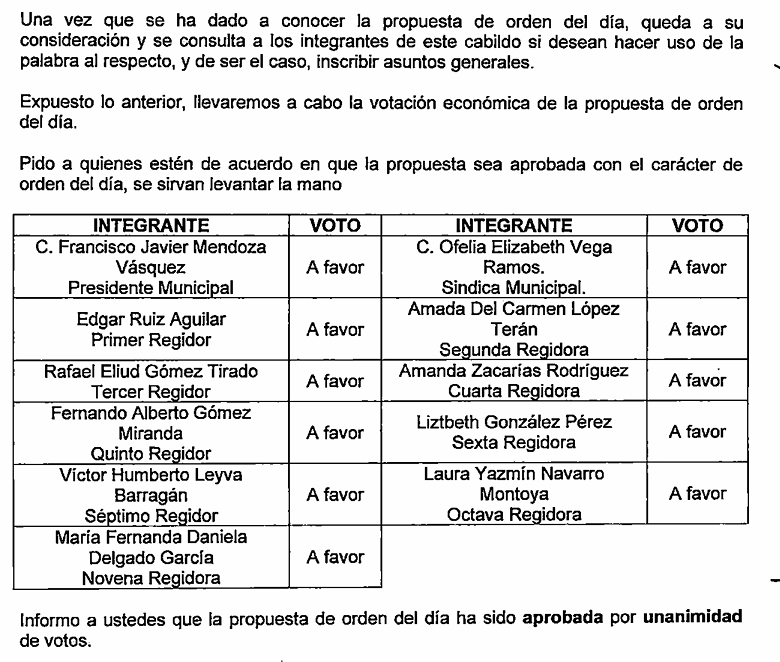 Una vez que se ha dado a conocer la propuesta de orden del día, queda a su
consideración y se consulta a los integrantes de este cabildo si desean hacer uso de la
palabra al respecto, y de ser el caso, inscribir asuntos generales.
Expuesto lo anterior, llevaremos a cabo la votación económica de la propuesta de orden
del día.
Pido a quienes estén de acuerdo en que la propuesta sea aprobada con el carácter de
orden del día, se sirvan levantar la mano
INTEGRANTE VOTO INTEGRANTE VOTO
C. Francisco Javier Mendoza
Vásquez
Presidente Municipal
A favor
C. Ofelia Elizabeth Vega
Ramos.
Sindica Municipal.
A favor
Edgar Ruiz Aguilar
Primer Regidor
A favor
Amada Del Carmen López
Terán
Segunda Regidora
A favor
Rafael Eliud Gómez Tirado
Tercer Regidor
A favor
Amanda Zacarías Rodríguez
Cuarta Regidora
A favor
Fernando Alberto Gómez
Miranda
Quinto Regidor
A favor
Liztbeth González Pérez
Sexta Regidora
A favor
Víctor Humberto Leyva
Barragán
Séptimo Regidor
A favor
Laura Yazmín Navarro
Montoya
Octava Regidora
A favor
María Fernanda Daniela
Delgado García
Novena Regidora
A favor
Informo a ustedes que la propuesta de orden del día ha sido aprobada por unanimidad
de votos.